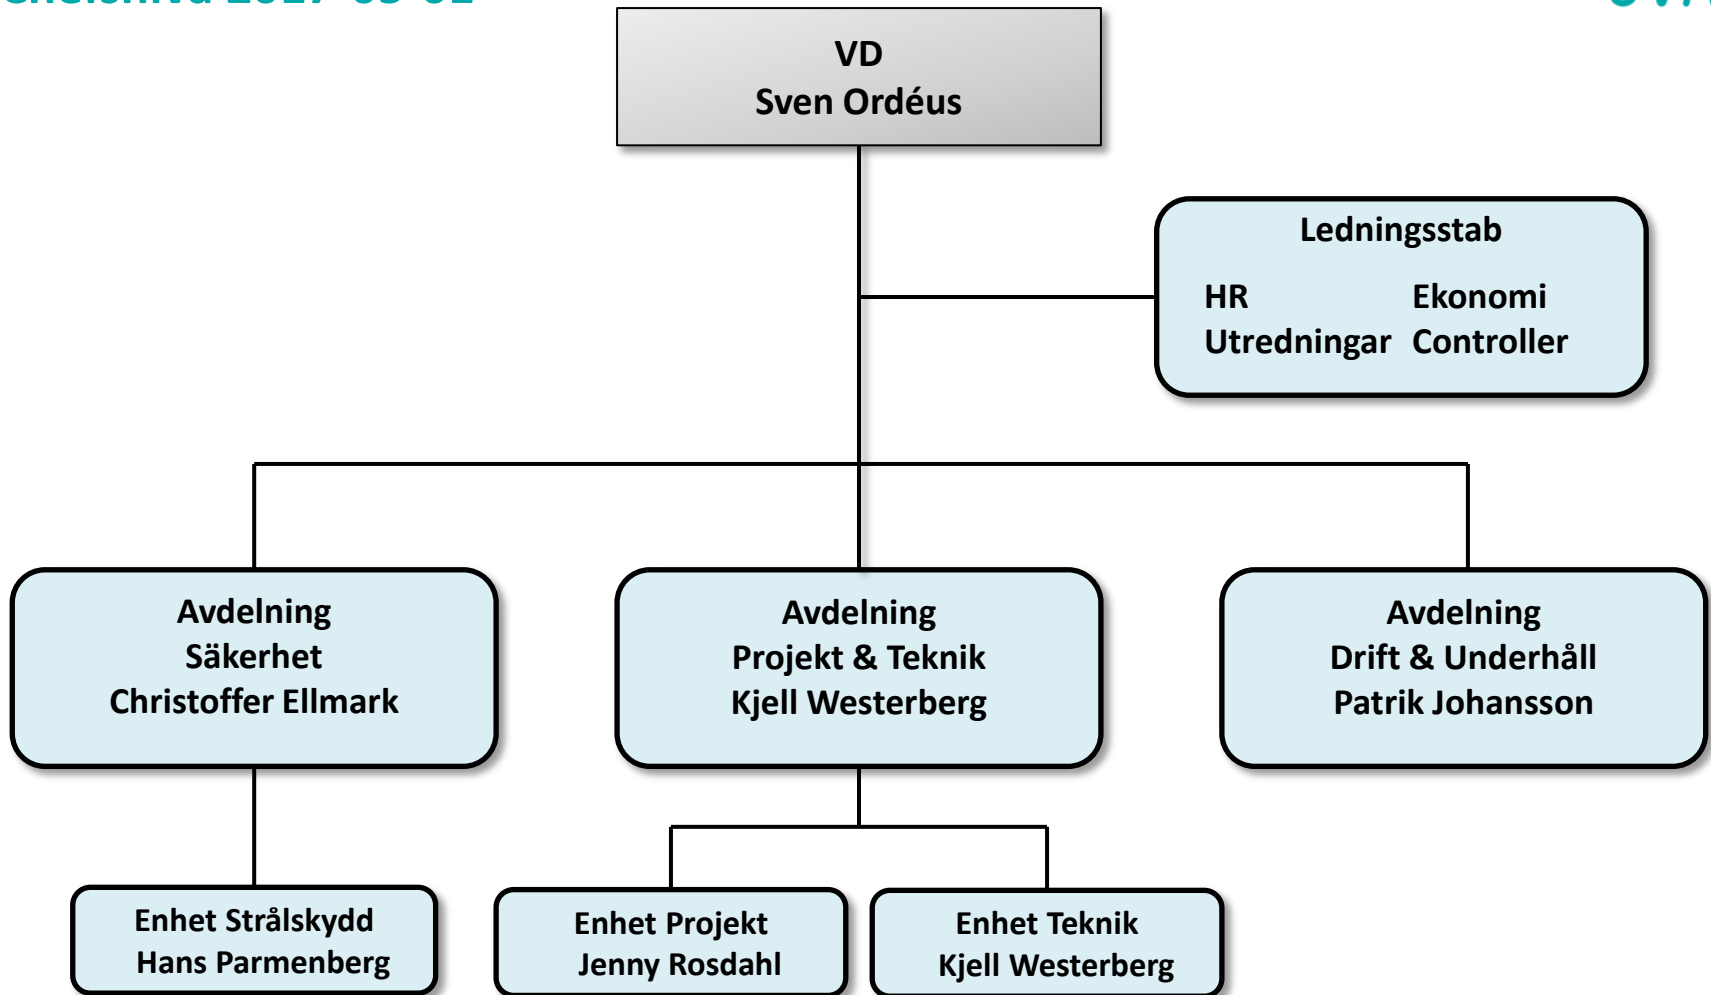 VD
Sven Ordéus
Ledningsstab
HR Ekonomi
Utredningar Controller
Avdelning
Säkerhet
Christoffer Ellmark
Avdelning
Projekt & Teknik
Kjell Westerberg
Avdelning
Drift & Underhåll
Patrik Johansson
Enhet Strålskydd
Hans Parmenberg
Enhet Projekt
Jenny Rosdahl
Enhet Teknik
Kjell Westerberg